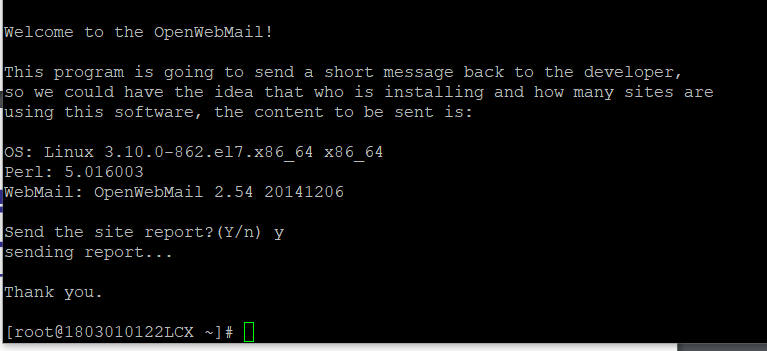 Welcome to the OpenWebMail!
This program is going to send a short message back to the developer,
so we could have the idea that who is installing and how many sites are
using this software, the content to be sent is:
OS: Linux 3.10.0-862.el7.x86_64 x86_64
Perl: 5.016003
WebMail: OpenWebMail 2.54 20141206
Send the site report?(Y/n) y
sending report...
Thank you.
[root@1803010122LCX ~]#